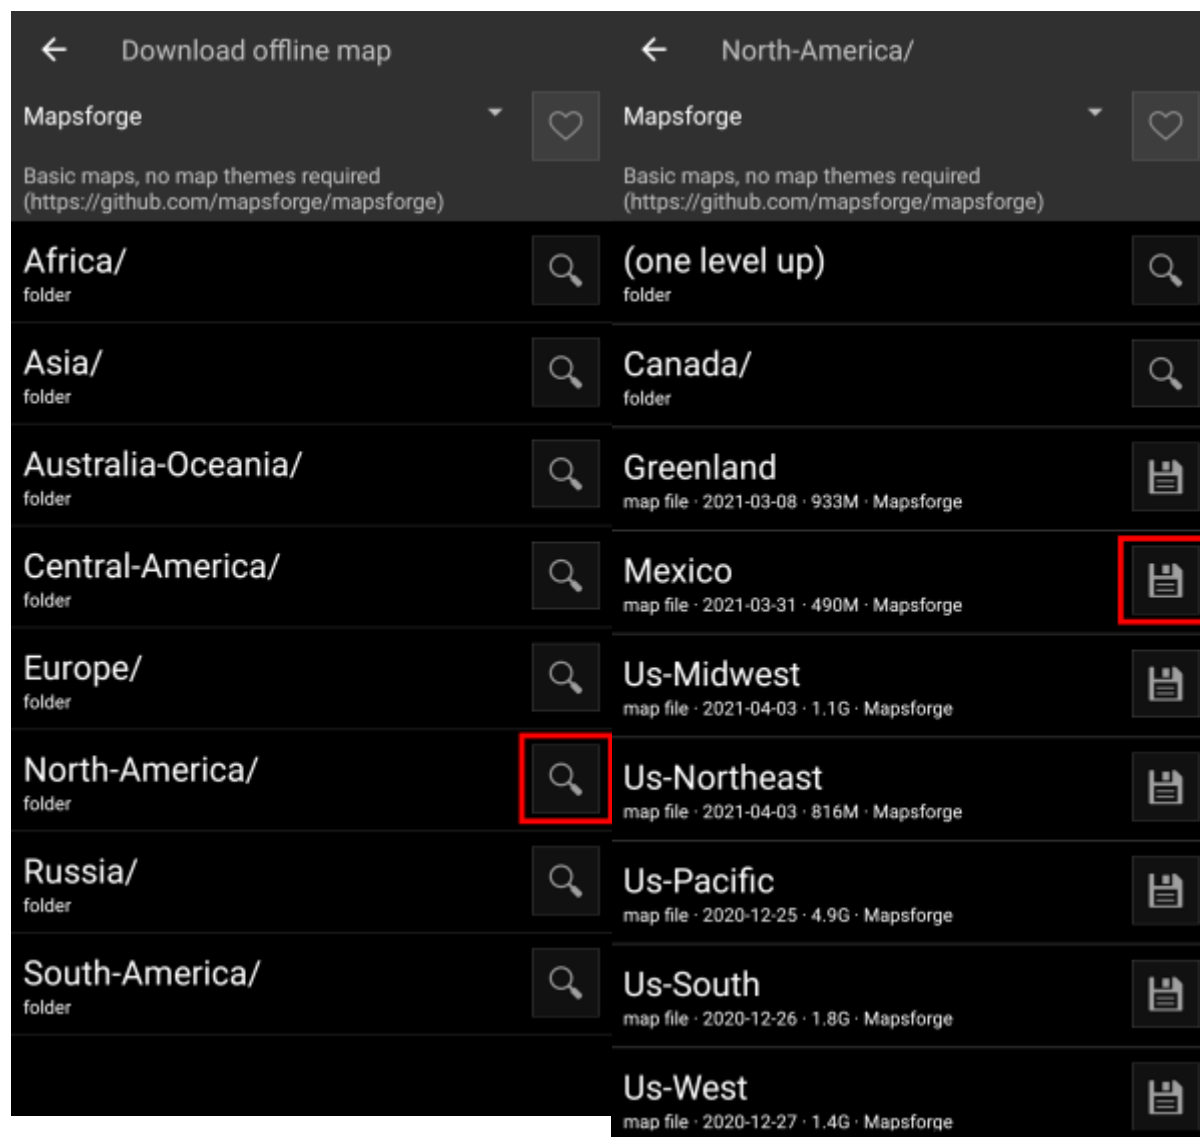 Download offline map
Mapsforge
Basic maps, no map themes required
(https://github.com/mapsforge/mapsforge)
Africa/
folder
Asia/
folder
Australia-Oceania/
folder
Central-America/
folder
Europe/
folder
North-America/
folder
Russia/
folder
South-America/
folder
North-America/
Mapsforge
Basic maps, no map themes required
(https://github.com/mapsforge/mapsforge)
(one level up)
folder
Canada/
folder
Greenland
map file · 2021-03-08 · 933M · Mapsforge
Mexico
map file · 2021-03-31 · 490M · Mapsforge
Us-Midwest
map file · 2021-04-03 · 1.1G · Mapsforge
Us-Northeast
map file · 2021-04-03 · 816M · Mapsforge
Us-Pacific
map file · 2020-12-25 · 4.9G · Mapsforge
Us-South
map file · 2020-12-26 · 1.8G · Mapsforge
Us-West
map file · 2020-12-27 · 1.4G · Mapsforge